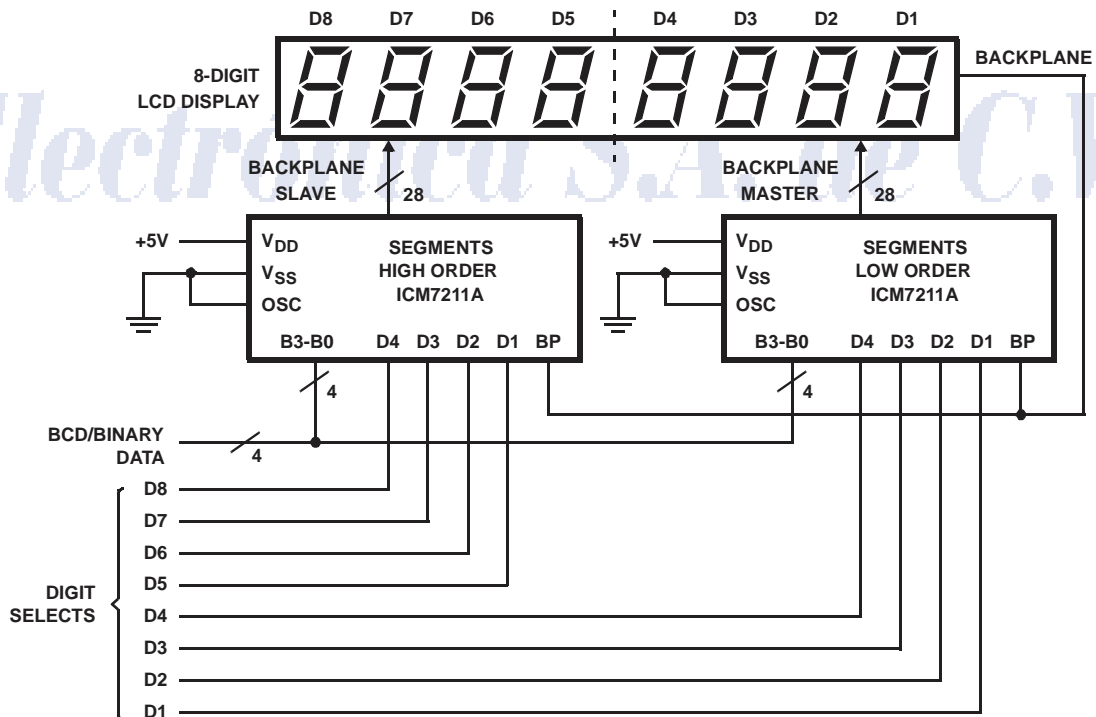 D8 D7 D6 D5 D4 D3 D2 D1
BACKPLANE
8-DIGIT
LCD DISPLAY
BACKPLANE
SLAVE
28
BACKPLANE
MASTER
28
lectrónica S.A. de C.V
+5V
VDD
VSS
OSC
SEGMENTS
HIGH ORDER
ICM7211A
B3-B0 D4 D3 D2 D1 BP
+5V
VDD
VSS
OSC
SEGMENTS
LOW ORDER
ICM7211A
B3-B0 D4 D3 D2 D1 BP
4
4
BCD/BINARY
DATA
4
DIGIT
SELECTS
D8
D7
D6
D5
D4
D3
D2
D1